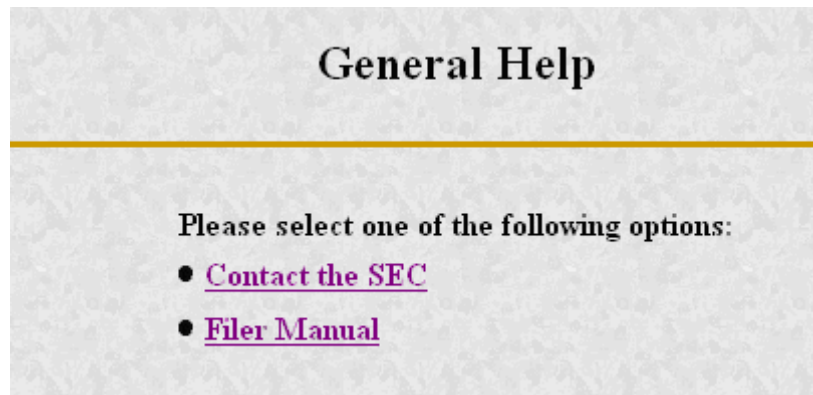 General Help
Please select one of the following options:
Contact the SEC
Filer Manual